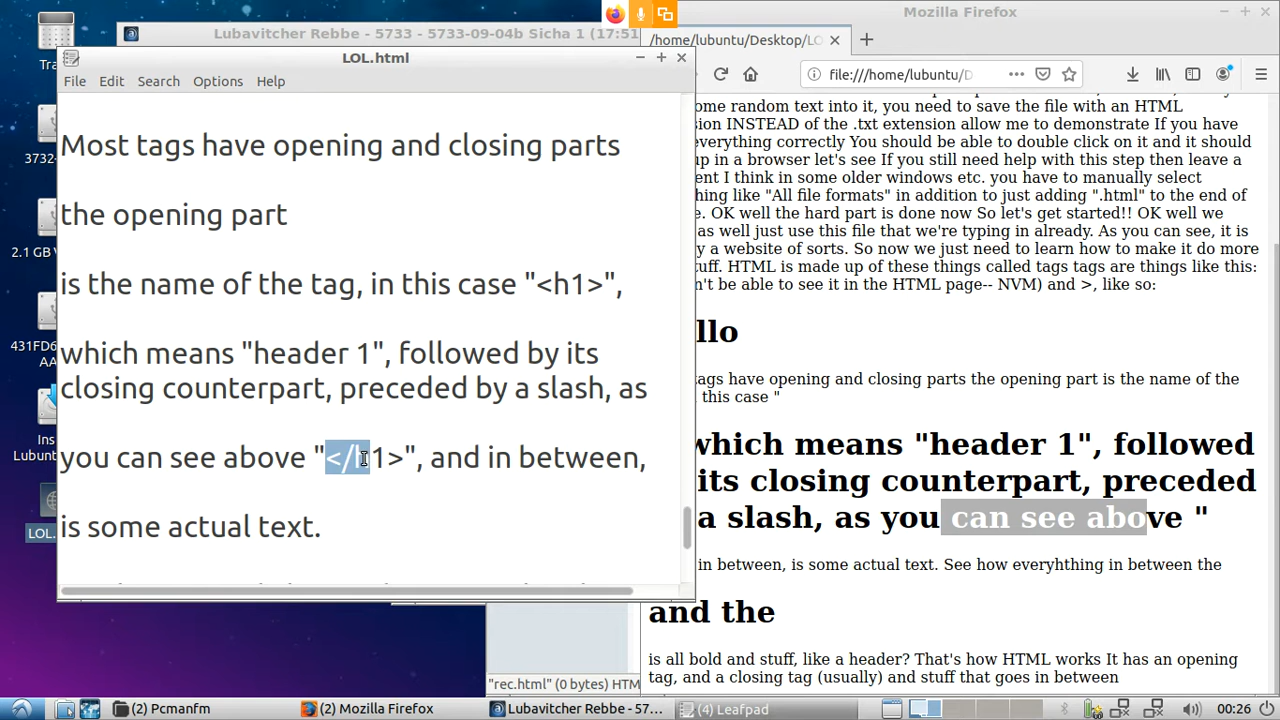 Mozilla Firefox
Lubavitcher Rebbe - 5733 - 5733-09-04b Sicha 1 (17:51
/home/lubuntu/Desktop/LO
LOL.html
File Edit Search Options Help
file:///home/lubuntu/D
Most tags have opening and closing parts
the opening part
is the name of the tag, in this case "<h1>",
which means "header 1", followed by its
closing counterpart, preceded by a slash, as
you can see above "</h1>", and in between,
is some actual text.
Tra
3732-
2.1 GB
431FD6
AA
Ins
Lubunt
LOL.
ome random text into it, you need to save the file with an HTML
sion INSTEAD of the .txt extension allow me to demonstrate If you have
everything correctly You should be able to double click on it and it should
up in a browser let's see If you still need help with this step then leave a
ent I think in some older windows etc. you have to manually select
hing like "All file formats" in addition to just adding ".html" to the end of
e. OK well the hard part is done now So let's get started!! OK well we
as well just use this file that we're typing in already. As you can see, it is
y a website of sorts. So now we just need to learn how to make it do more
tuff. HTML is made up of these things called tags tags are things like this:
n't be able to see it in the HTML page-- NVM) and >, like so:
llo
tags have opening and closing parts the opening part is the name of the
this case "
which means "header 1", followed
its closing counterpart, preceded
a slash, as you can see above "
in between, is some actual text. See how everyhthing in between the
and the
is all bold and stuff, like a header? That's how HTML works It has an opening
tag, and a closing tag (usually) and stuff that goes in between
"rec.html" (0 bytes) HTM
(2) Pcmanfm
(2) Mozilla Firefox
Lubavitcher Rebbe - 5733 - ...
(4) Leafpad
00:26